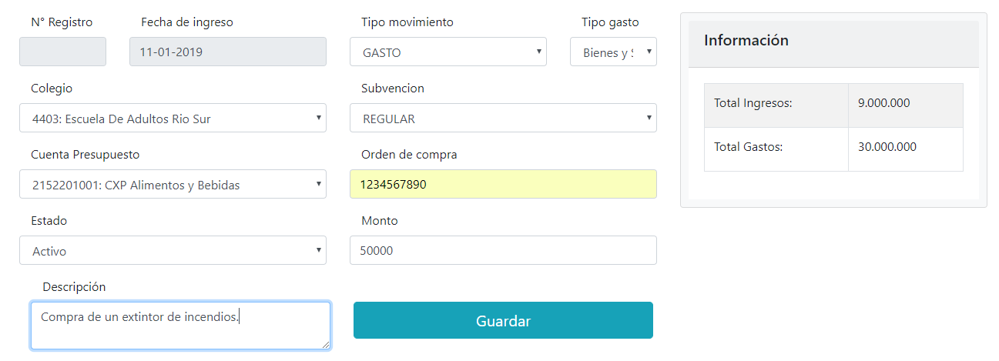 N° Registro Fecha de ingreso Tipo movimiento Tipo gasto
11-01-2019 GASTO Bienes y S
Colegio Subvencion
4403: Escuela De Adultos Rio Sur REGULAR
Cuenta Presupuesto Orden de compra
2152201001: CXP Alimentos y Bebidas 1234567890
Estado Monto
Activo 50000
Descripción
Compra de un extintor de incendios.
Guardar
Información
Total Ingresos: 9.000.000
Total Gastos: 30.000.000